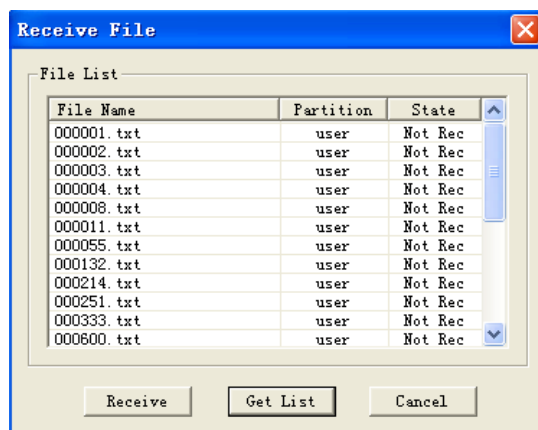 Receive File
File List
File Name Partition State
000001.txt user Not Rec
000002.txt user Not Rec
000003.txt user Not Rec
000004.txt user Not Rec
000008.txt user Not Rec
000011.txt user Not Rec
000055.txt user Not Rec
000132.txt user Not Rec
000214.txt user Not Rec
000251.txt user Not Rec
000333.txt user Not Rec
000600.txt user Not Rec
Receive Get List Cancel